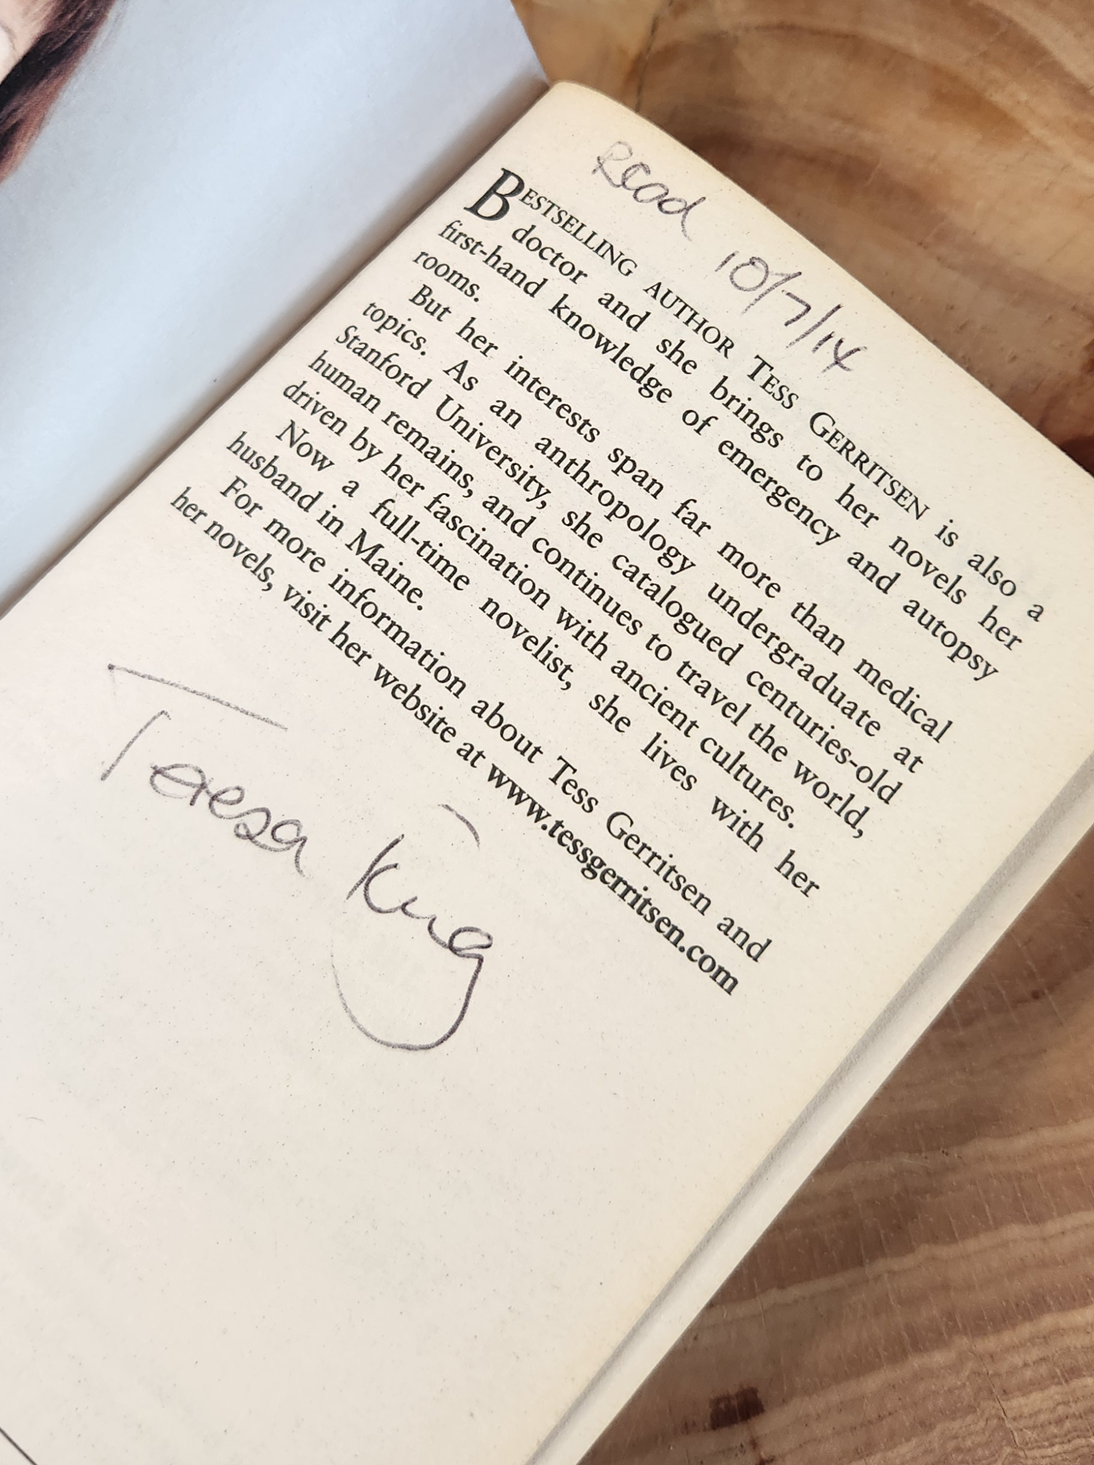 Read 10/7/14
BESTSELLING AUTHOR TESS GERRITSEN is also a
doctor and she brings to her novels her
first-hand knowledge of emergency and autopsy
rooms.
But her interests span far more than medical
topics. As an anthropology undergraduate at
Stanford University, she catalogued centuries-old
human remains, and continues to travel the world,
driven by her fascination with ancient cultures.
Now a full-time novelist, she lives with her
husband in Maine.
For more information about Tess Gerritsen and
her novels, visit her website at www.tessgerritsen.com
Teresa King